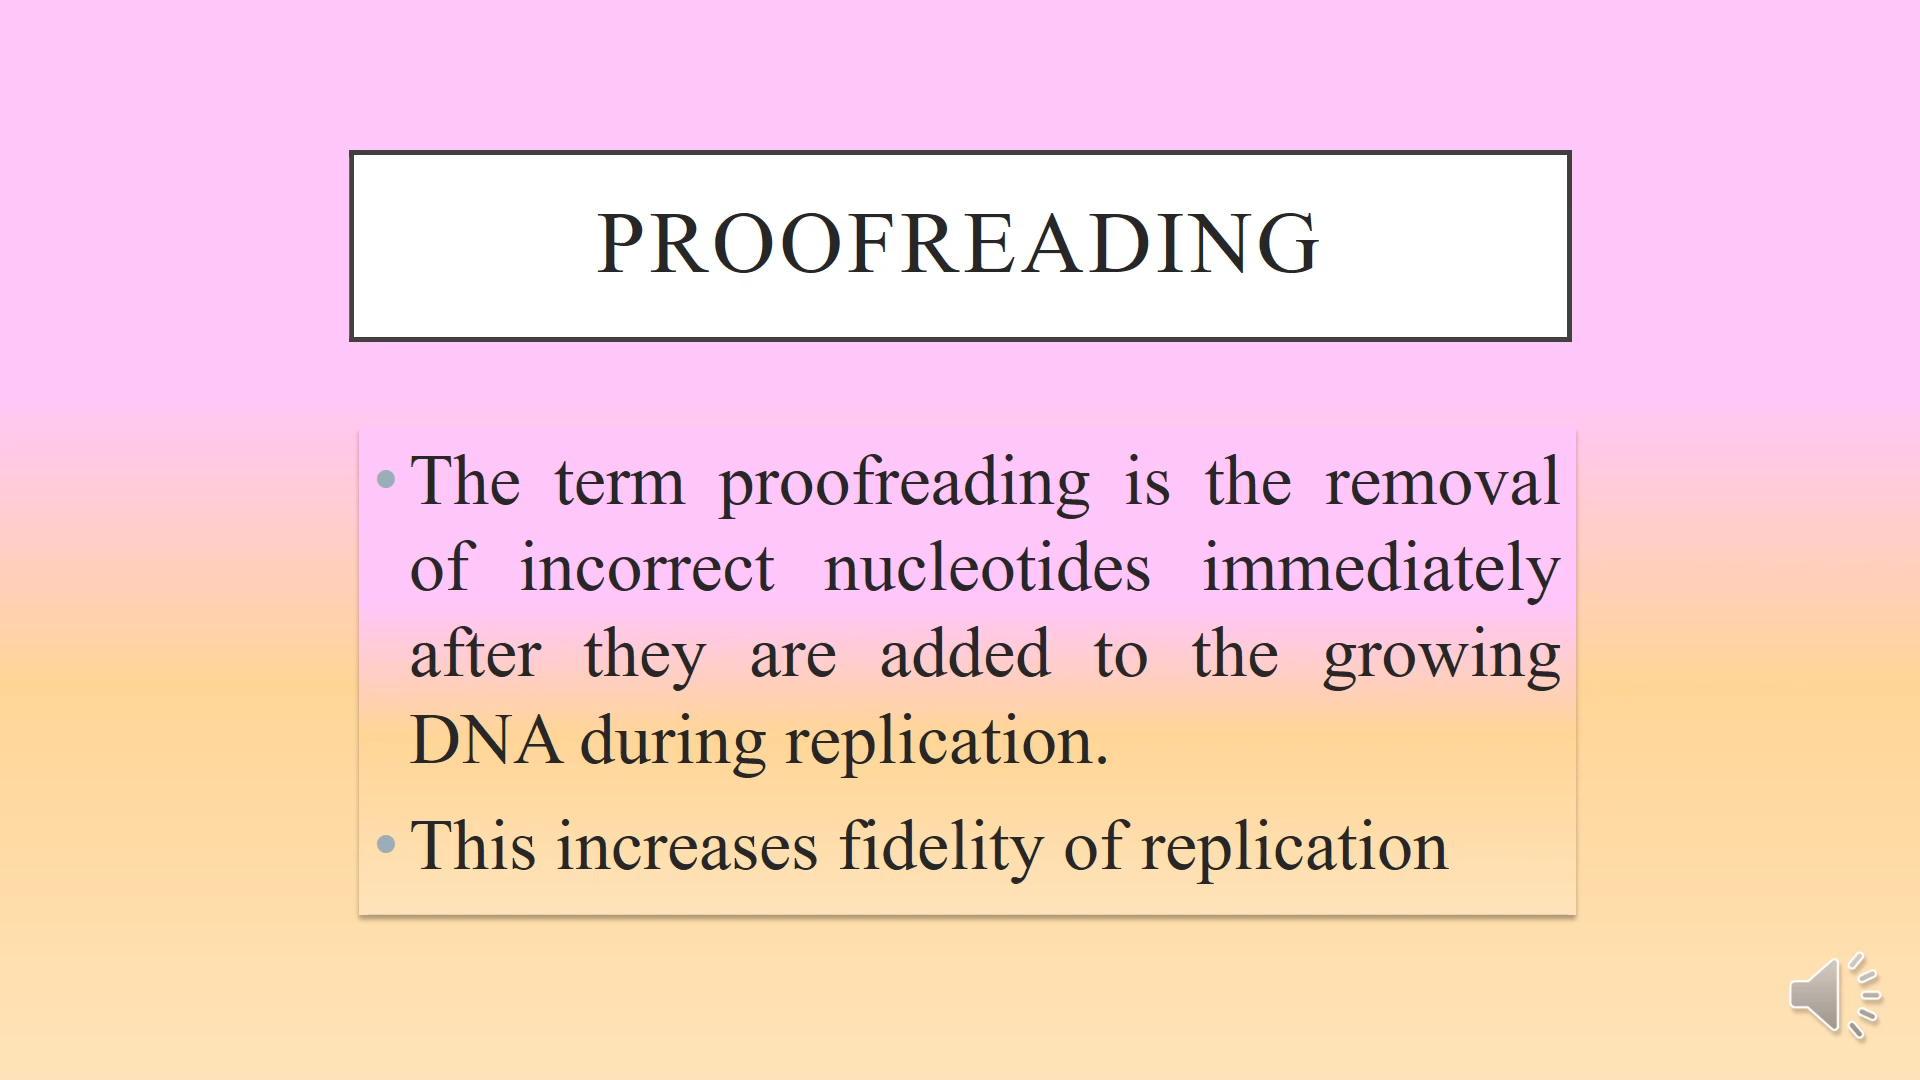 PROOFREADING
• The term proofreading is the removal
of incorrect nucleotides immediately
after they are added to the growing
DNA during replication.
• This increases fidelity of replication